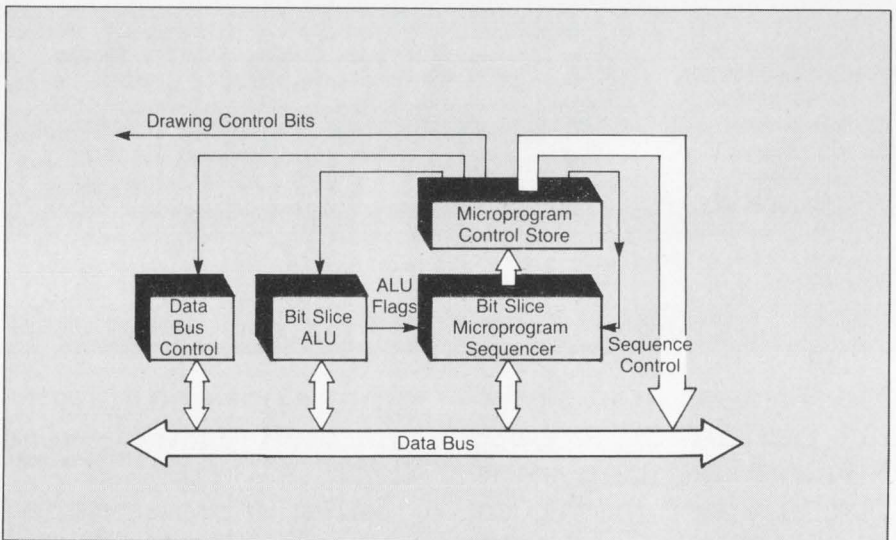 Drawing Control Bits
Microprogram
Control Store
Data
Bus
Control
Bit Slice
ALU
ALU
Flags
Bit Slice
Microprogram
Sequencer
Sequence
Control
Data Bus